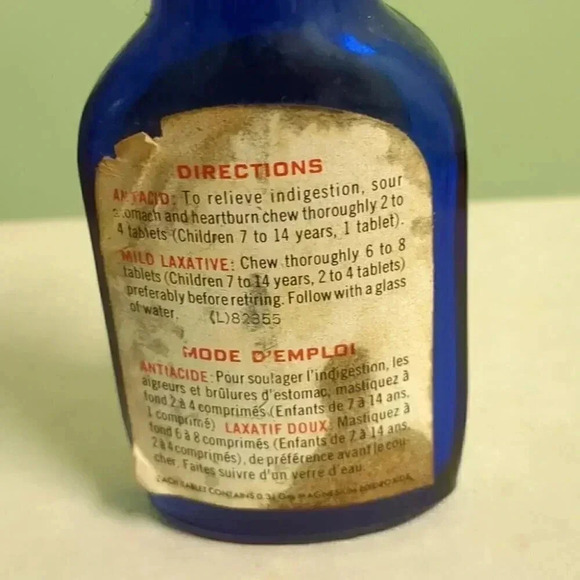 DIRECTIONS
ANTACID: To relieve indigestion, sour
stomach and heartburn chew thoroughly 2 to
4 tablets (Children 7 to 14 years, 1 tablet).
MILD LAXATIVE: Chew thoroughly 6 to 8
tablets (Children 7 to 14 years, 2 to 4 tablets)
preferably before retiring. Follow with a glass
of water. (L)82355
MODE D'EMPLOI
ANTIACIDE: Pour soulager l'indigestion, les
aigreurs et brûlures d'estomac, mastiquez à
fond 2 à 4 comprimés (Enfants de 7 à 14 ans,
1 comprimé) LAXATIF DOUX: Mastiquez à
fond 6 à 8 comprimés (Enfants de 7 à 14 ans,
2 à 4 comprimés), de préférence avant le cou-
cher. Faites suivre d'un verre d'eau.
EACH TABLET CONTAINS MAGNESIUM HYDROXIDE